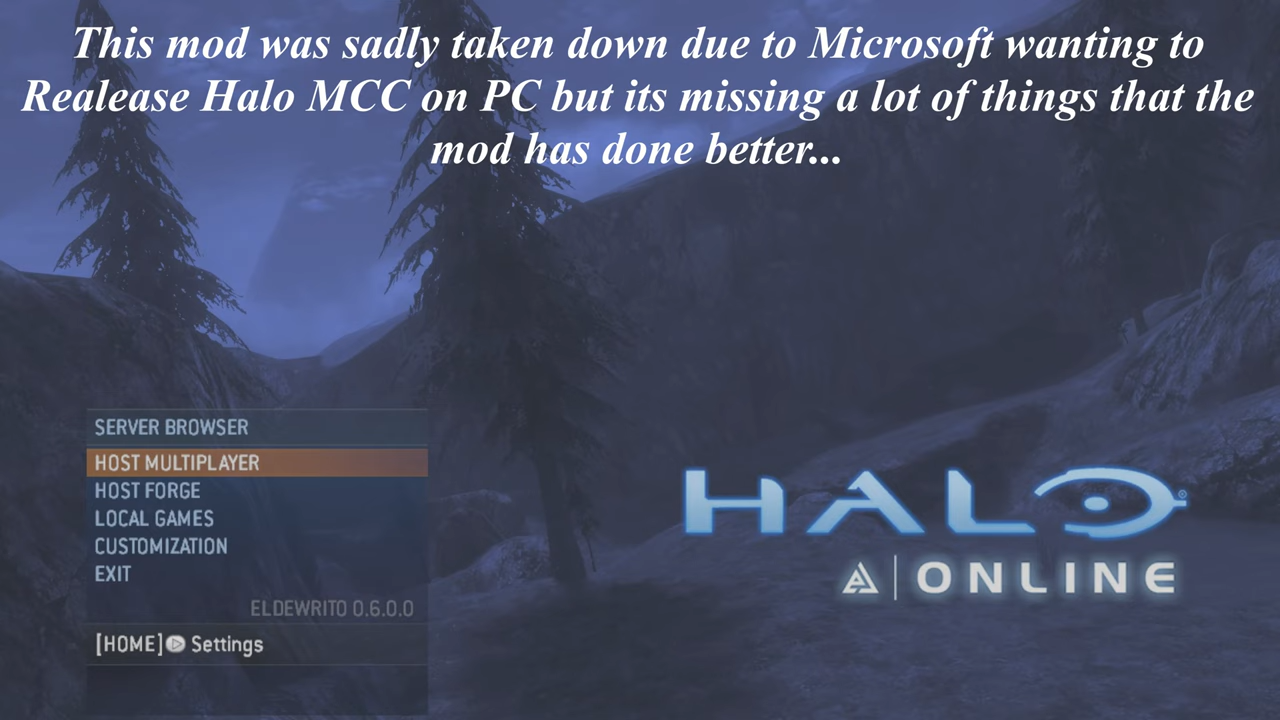 This mod was sadly taken down due to Microsoft wanting to
Realease Halo MCC on PC but its missing a lot of things that the
mod has done better...
SERVER BROWSER
HOST MULTIPLAYER
HOST FORGE
LOCAL GAMES
CUSTOMIZATION
EXIT
ELDEWRITO 0.6.0.0
[HOME] Settings
HALO®
ONLINE